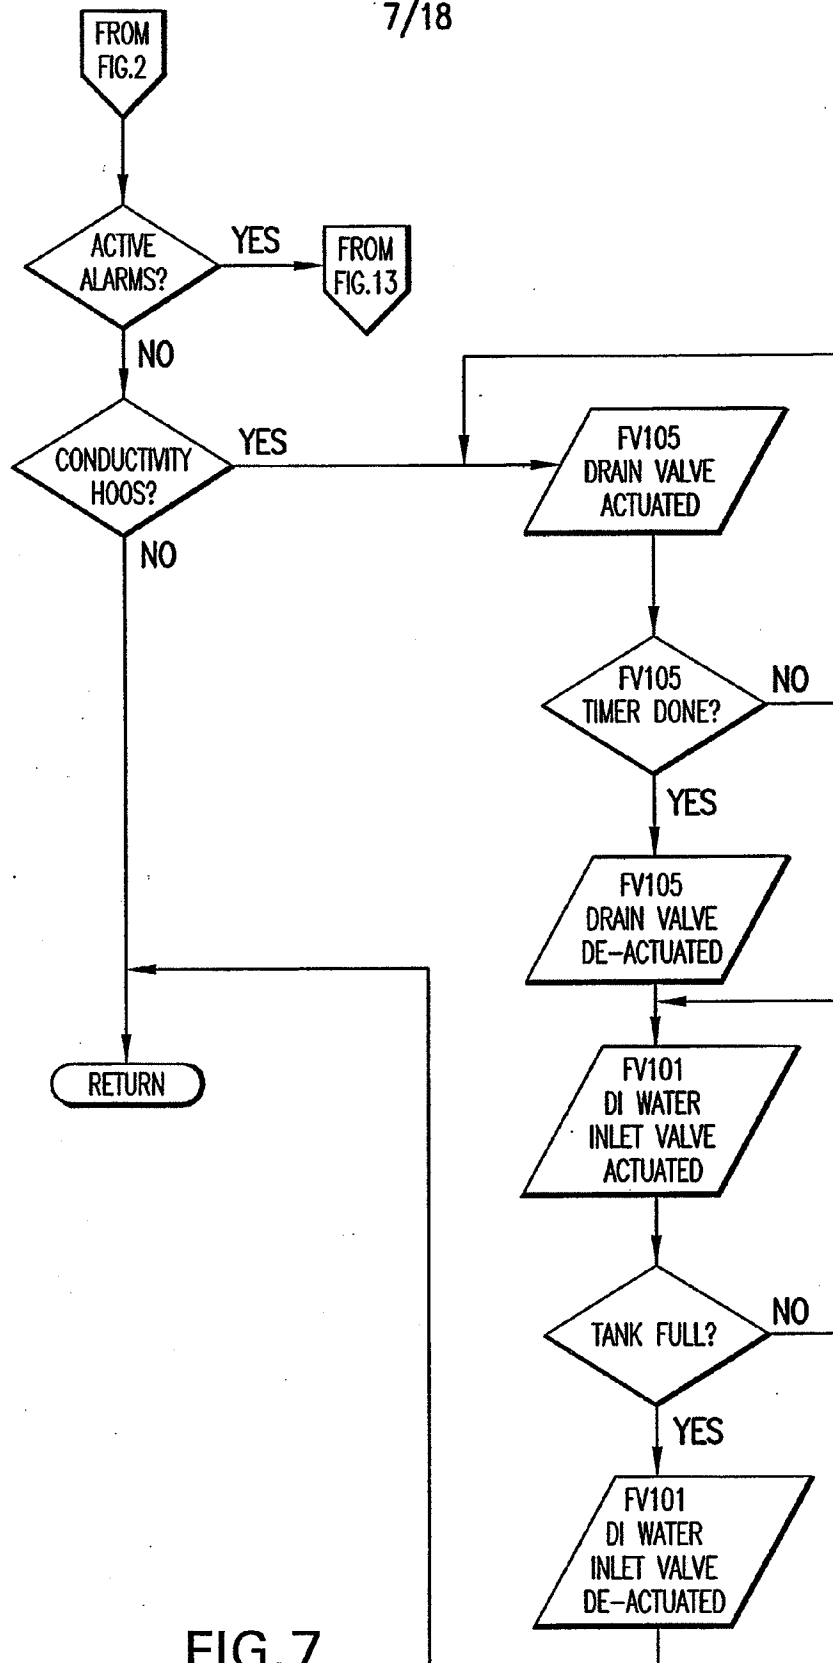 7/18
FROM
FIG.2
ACTIVE
ALARMS?
YES
FROM
FIG.13
NO
CONDUCTIVITY
HOOS?
YES
NO
FV105
DRAIN VALVE
ACTUATED
FV105
TIMER DONE?
NO
YES
FV105
DRAIN VALVE
DE-ACTUATED
RETURN
FV101
DI WATER
INLET VALVE
ACTUATED
TANK FULL?
NO
YES
FV101
DI WATER
INLET VALVE
DE-ACTUATED
FIG.7